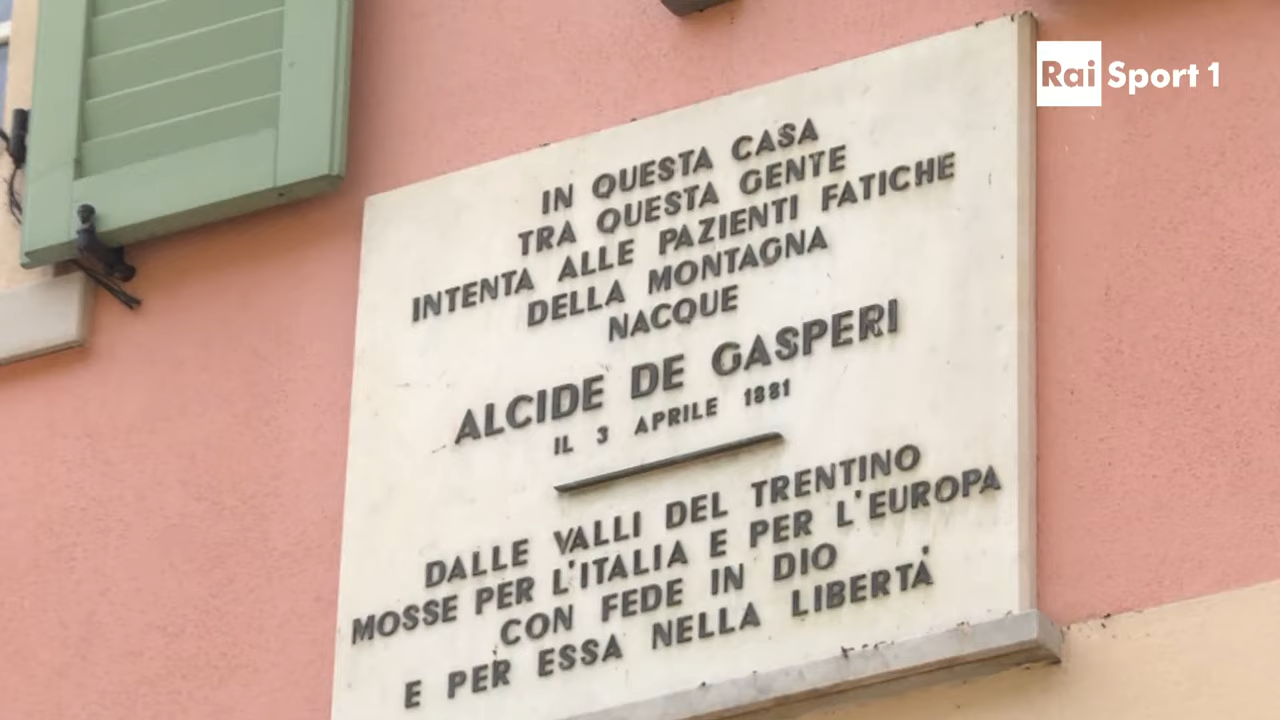 Rai Sport 1
IN QUESTA CASA
TRA QUESTA GENTE
INTENTA ALLE PAZIENTI FATICHE
DELLA MONTAGNA
NACQUE
ALCIDE DE GASPERI
IL 3 APRILE 1881
DALLE VALLI DEL TRENTINO
MOSSE PER L'ITALIA E PER L'EUROPA
CON FEDE IN DIO
E PER ESSA NELLA LIBERTÁ